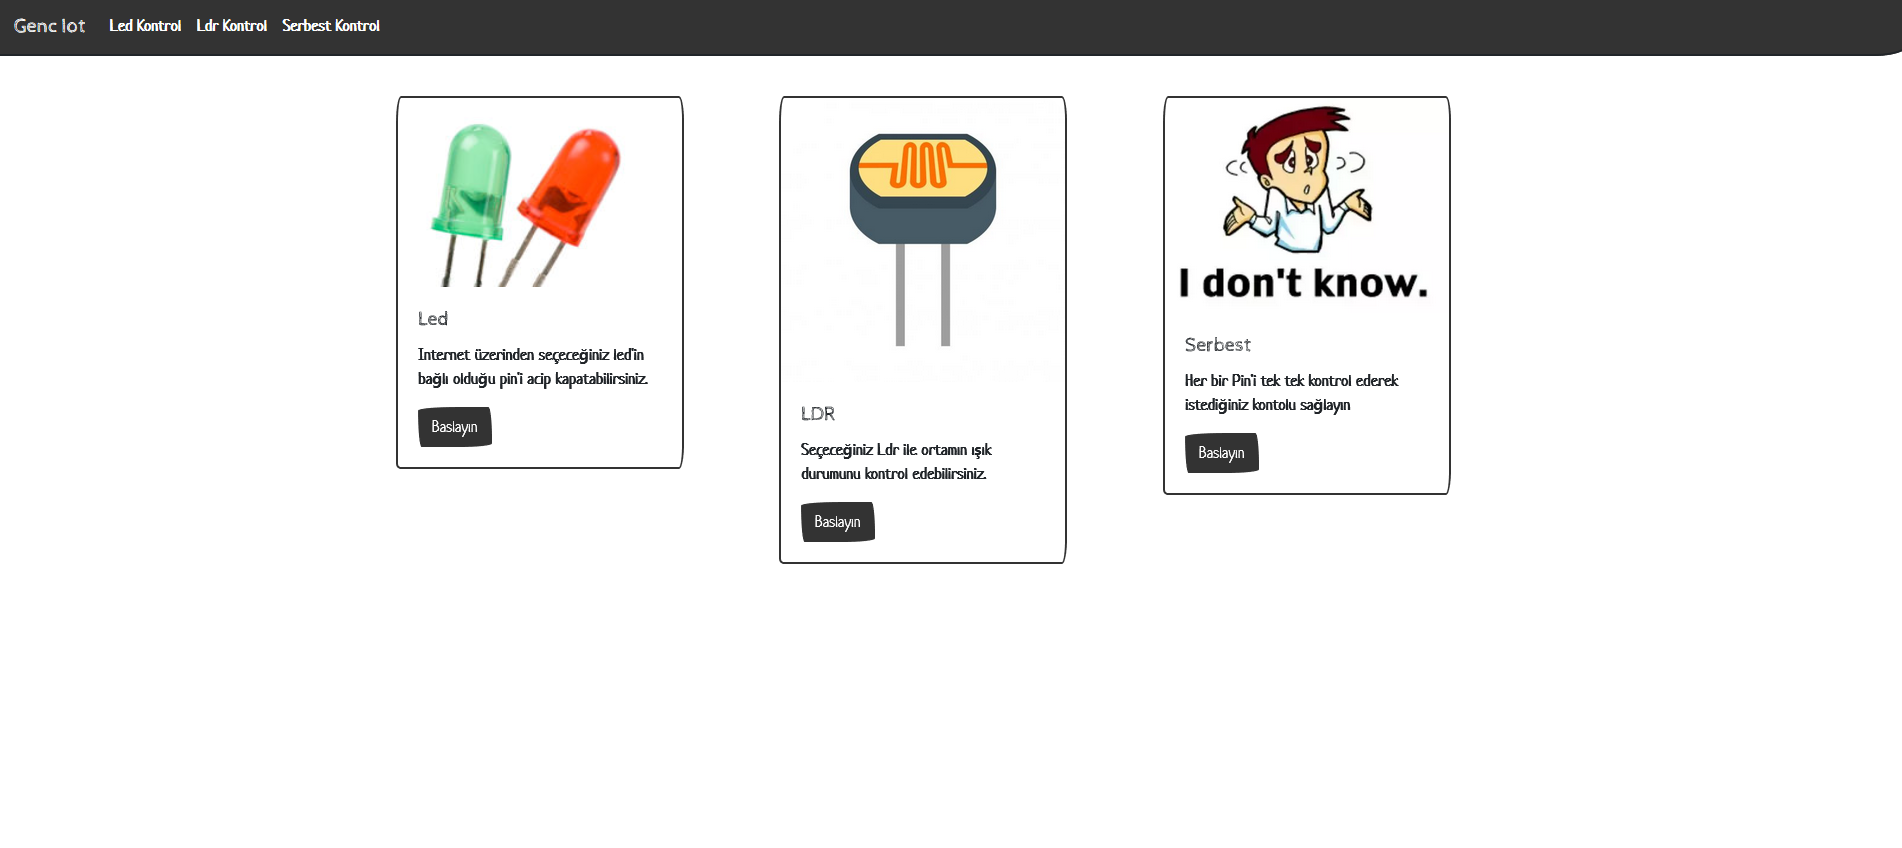 Genc Iot Led Kontrol Ldr Kontrol Serbest Kontrol
Led
Internet üzerinden seçeceğiniz led'in
bağlı olduğu pin'i acip kapatabilirsiniz.
Baslayın
LDR
Seçeceğiniz Ldr ile ortamın ışık
durumunu kontrol edebilirsiniz.
Baslayın
I don't know.
Serbest
Her bir Pin'i tek tek kontrol ederek
istediğiniz kontolu sağlayın
Baslayın